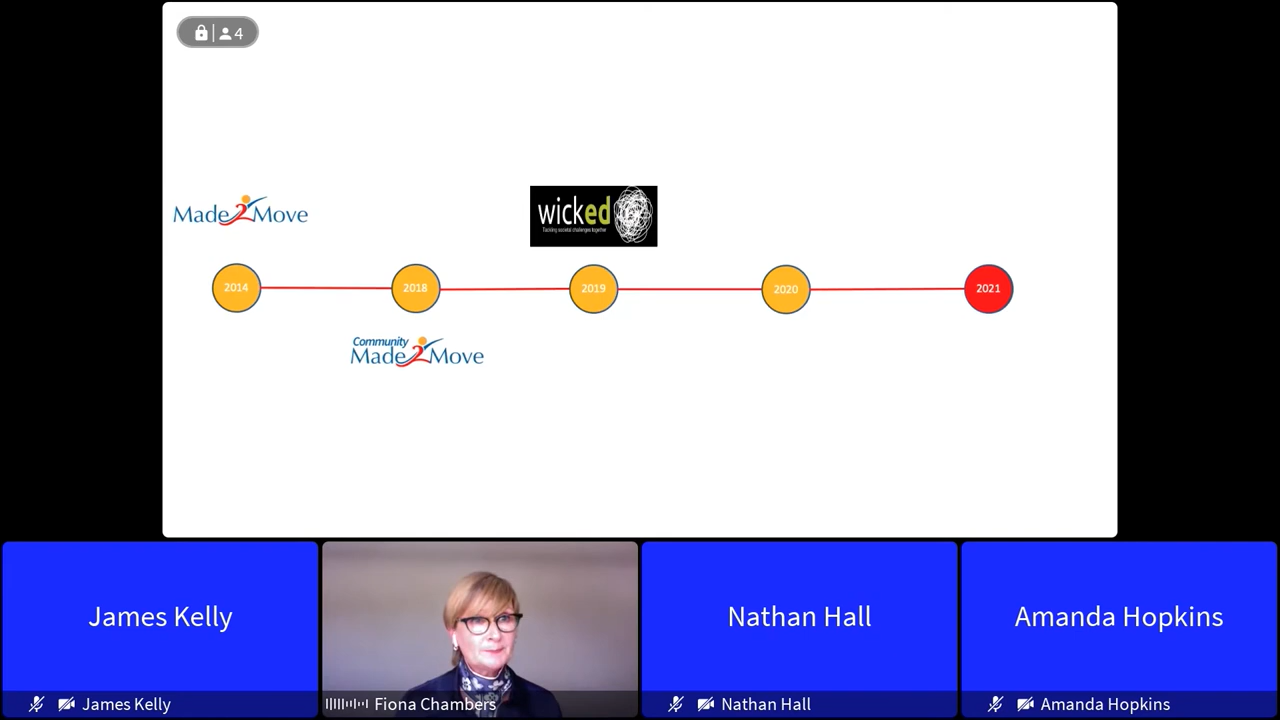 4
Made2Move
wicked
Tackling societal challenges together
2014
2018
2019
2020
2021
Community
Made2Move
James Kelly
Nathan Hall
Amanda Hopkins
James Kelly
Fiona Chambers
Nathan Hall
Amanda Hopkins